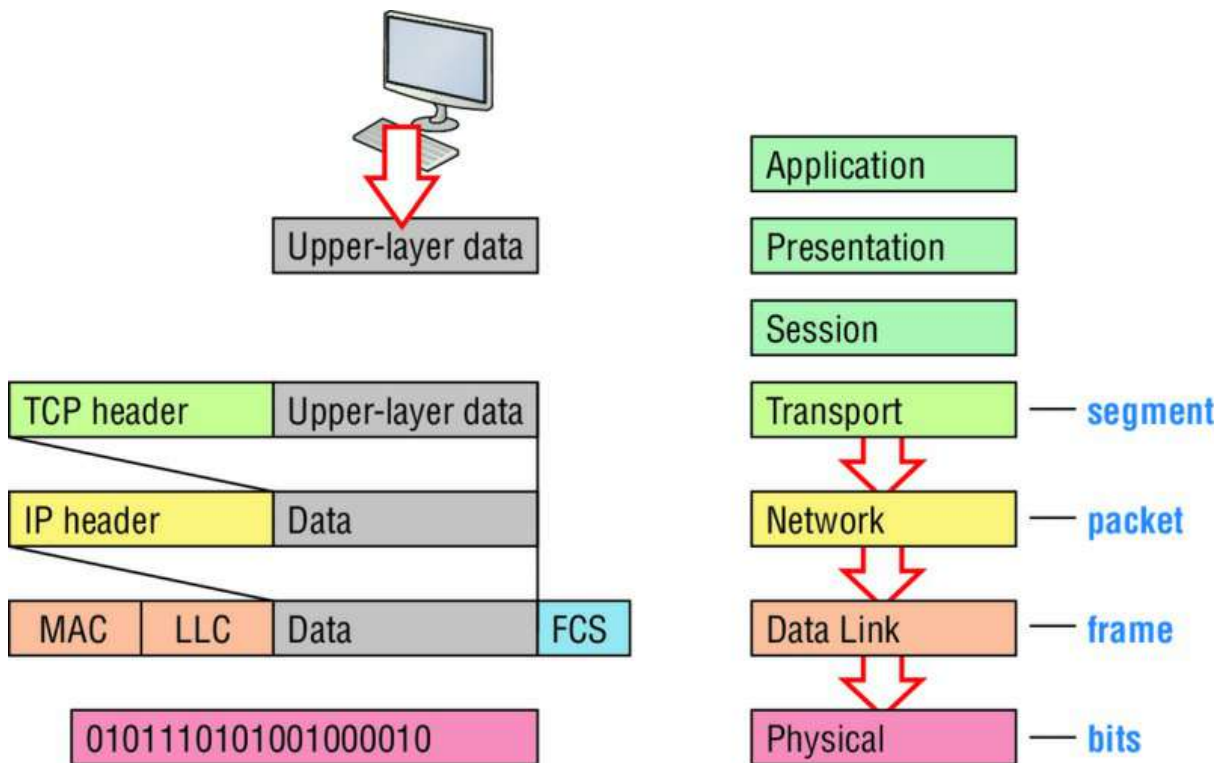 Application
Upper-layer data
Presentation
Session
TCP header
Upper-layer data
Transport
segment
IP header
Data
Network
packet
MAC
LLC
Data
FCS
Data Link
frame
0101110101001000010
Physical
bits